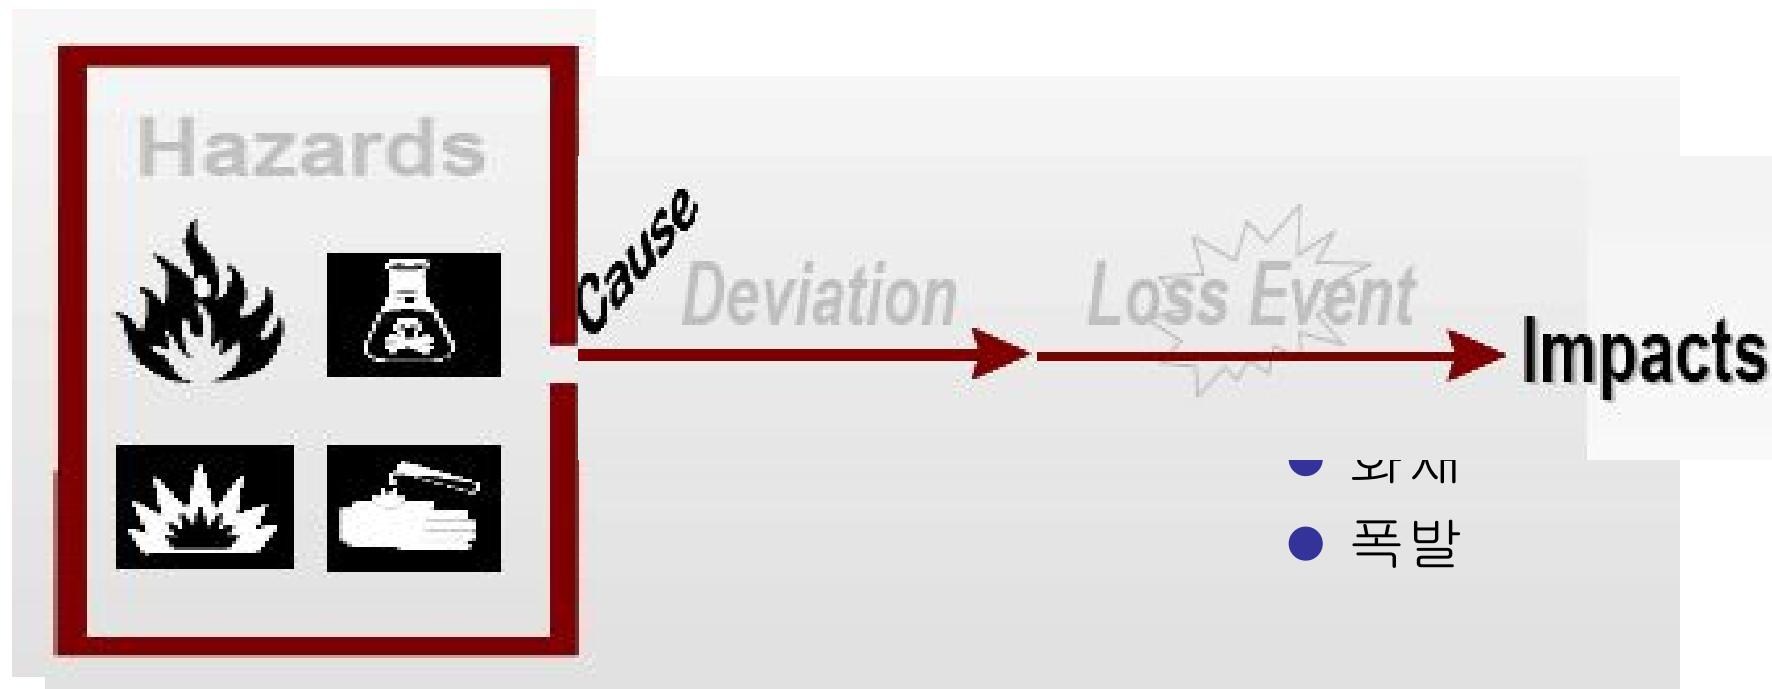 Hazards
Cause
Deviation
Loss Event
Impacts
폭발